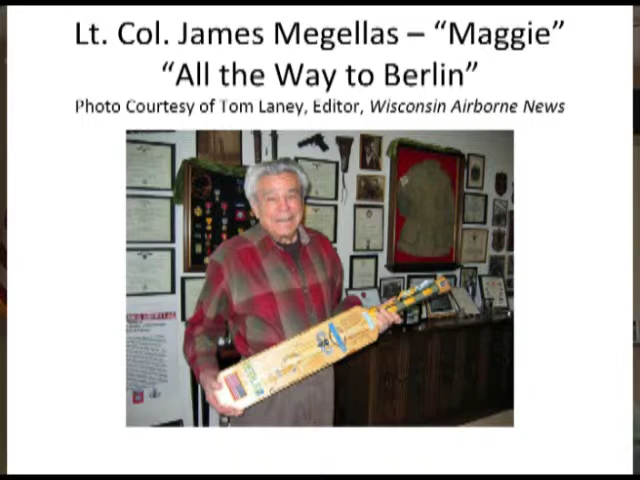 Lt. Col. James Megellas – “Maggie”
“All the Way to Berlin”
Photo Courtesy of Tom Laney, Editor, Wisconsin Airborne News